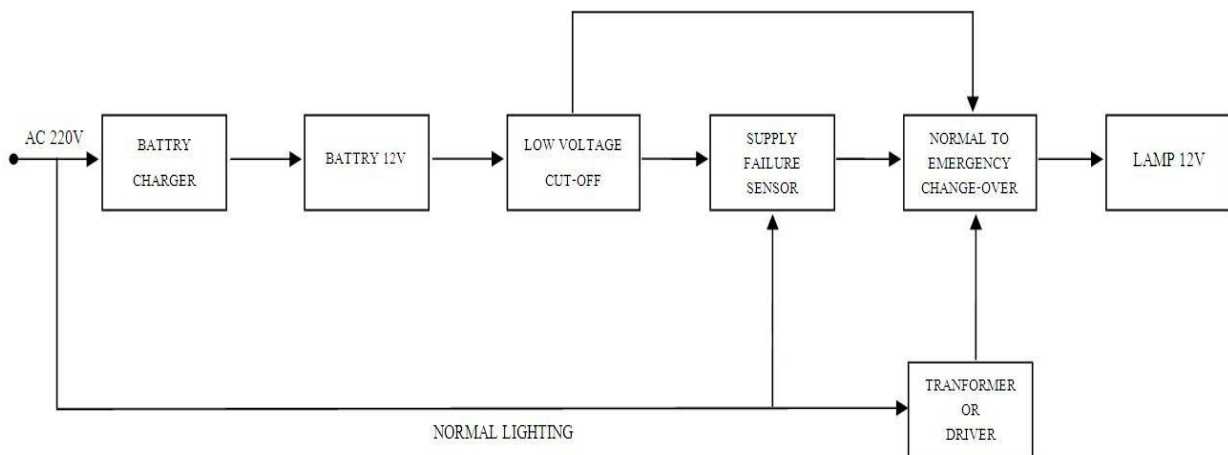 AC 220V
BATTRY
CHARGER
BATTRY 12V
LOW VOLTAGE
CUT-OFF
SUPPLY
FAILURE
SENSOR
NORMAL TO
EMERGENCY
CHANGE-OVER
LAMP 12V
TRANFORMER
OR
DRIVER
NORMAL LIGHTING